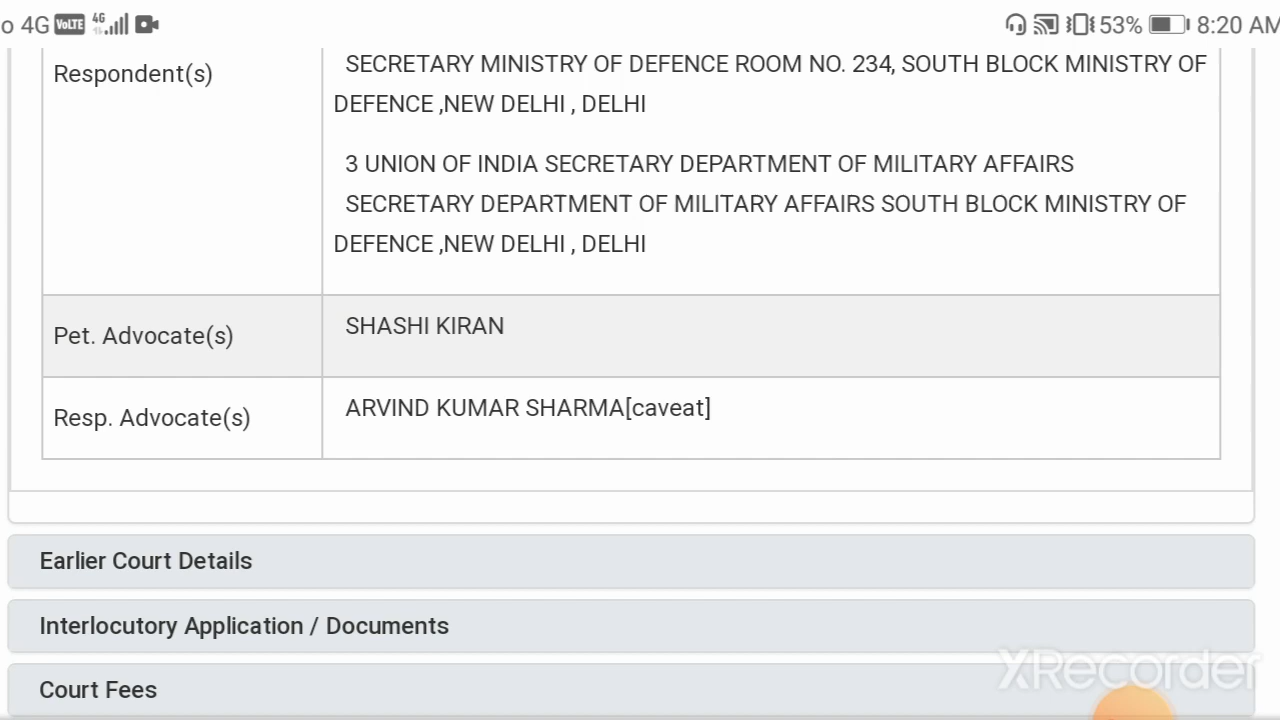 o 4G VoLTE 4G 53% 8:20 AM
Respondent(s)
SECRETARY MINISTRY OF DEFENCE ROOM NO. 234, SOUTH BLOCK MINISTRY OF
DEFENCE ,NEW DELHI , DELHI
3 UNION OF INDIA SECRETARY DEPARTMENT OF MILITARY AFFAIRS
SECRETARY DEPARTMENT OF MILITARY AFFAIRS SOUTH BLOCK MINISTRY OF
DEFENCE ,NEW DELHI , DELHI
Pet. Advocate(s)
SHASHI KIRAN
Resp. Advocate(s)
ARVIND KUMAR SHARMA[caveat]
Earlier Court Details
Interlocutory Application / Documents
XRecorder
Court Fees